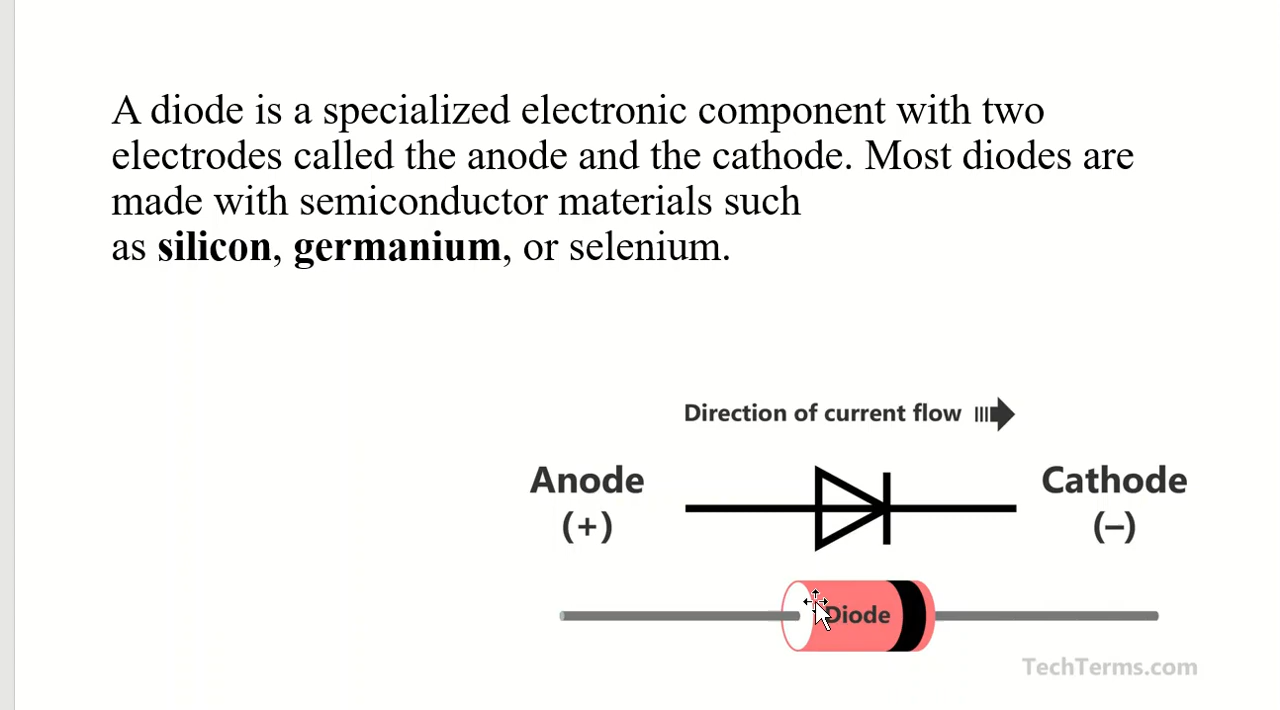 A diode is a specialized electronic component with two
electrodes called the anode and the cathode. Most diodes are
made with semiconductor materials such
as silicon, germanium, or selenium.
Direction of current flow
Anode
(+)
Cathode
(–)
Diode
TechTerms.com